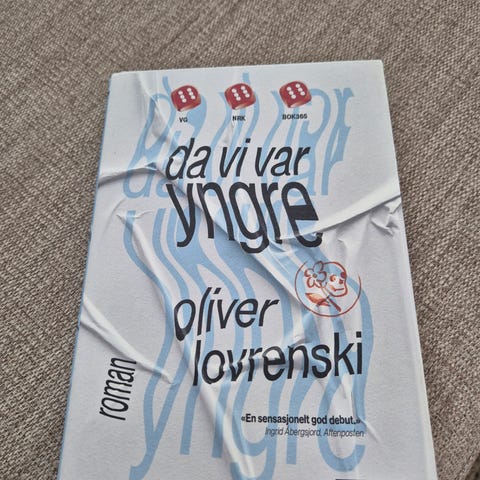 VG NRK BOK365
da vi var
yngre
oliver
lovrenski
roman
«En sensasjonelt god debut.»
Ingrid Åbergsjord, Aftenposten